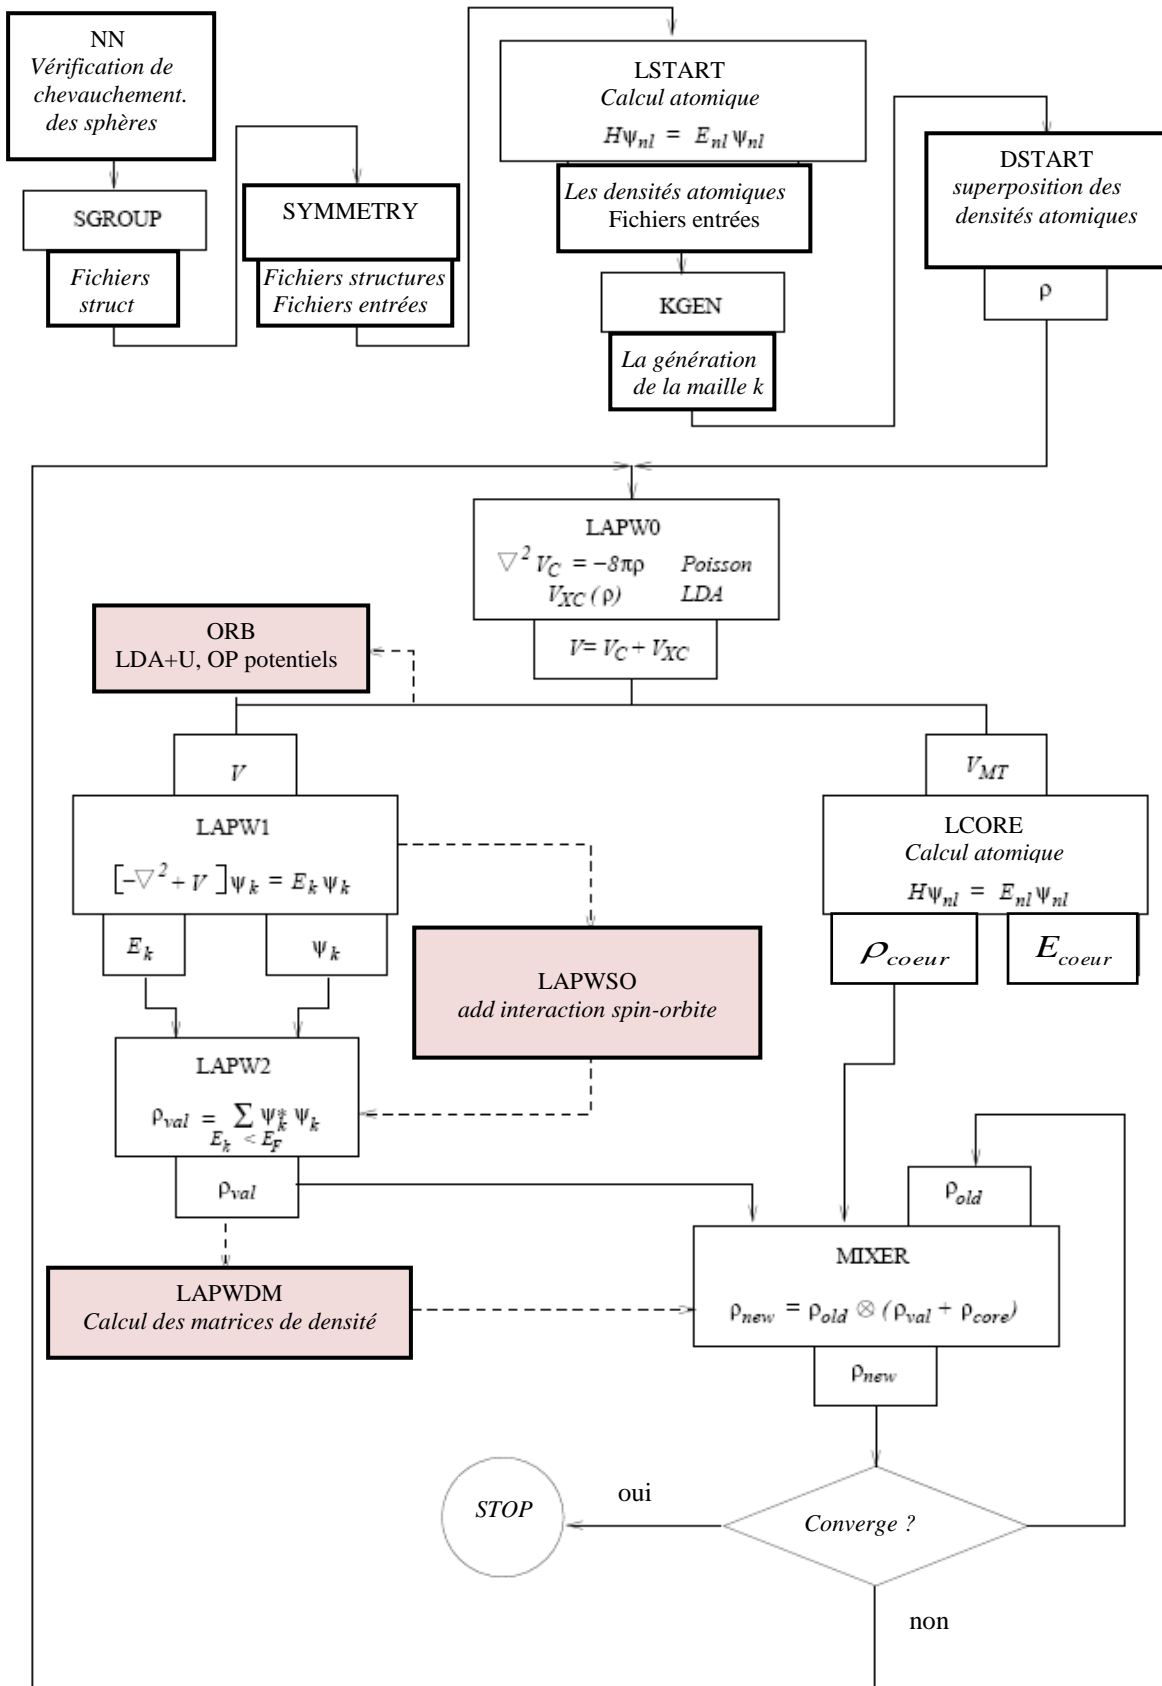 NN
Vérification de
chevauchement.
des sphères
SGROUP
Fichiers
struct
SYMMETRY
Fichiers structures
Fichiers entrées
LSTART
Calcul atomique
Hψnl = Enl ψnl
Les densités atomiques
Fichiers entrées
KGEN
La génération
de la maille k
DSTART
superposition des
densités atomiques
ρ
LAPW0
▽² VC = −8πρ Poisson
VXC (ρ) LDA
V= VC + VXC
ORB
LDA+U, OP potentiels
V
LAPW1
[−▽² + V ]ψk = Ek ψk
Ek
ψk
VMT
LCORE
Calcul atomique
Hψnl = Enl ψnl
ρcoeur
Ecoeur
LAPWSO
add interaction spin-orbite
LAPW2
ρval = Σ ψ*k ψk
Ek < EF
ρval
LAPWDM
Calcul des matrices de densité
ρold
MIXER
ρnew = ρold ⊗ (ρval + ρcore)
ρnew
STOP
oui
Converge ?
non